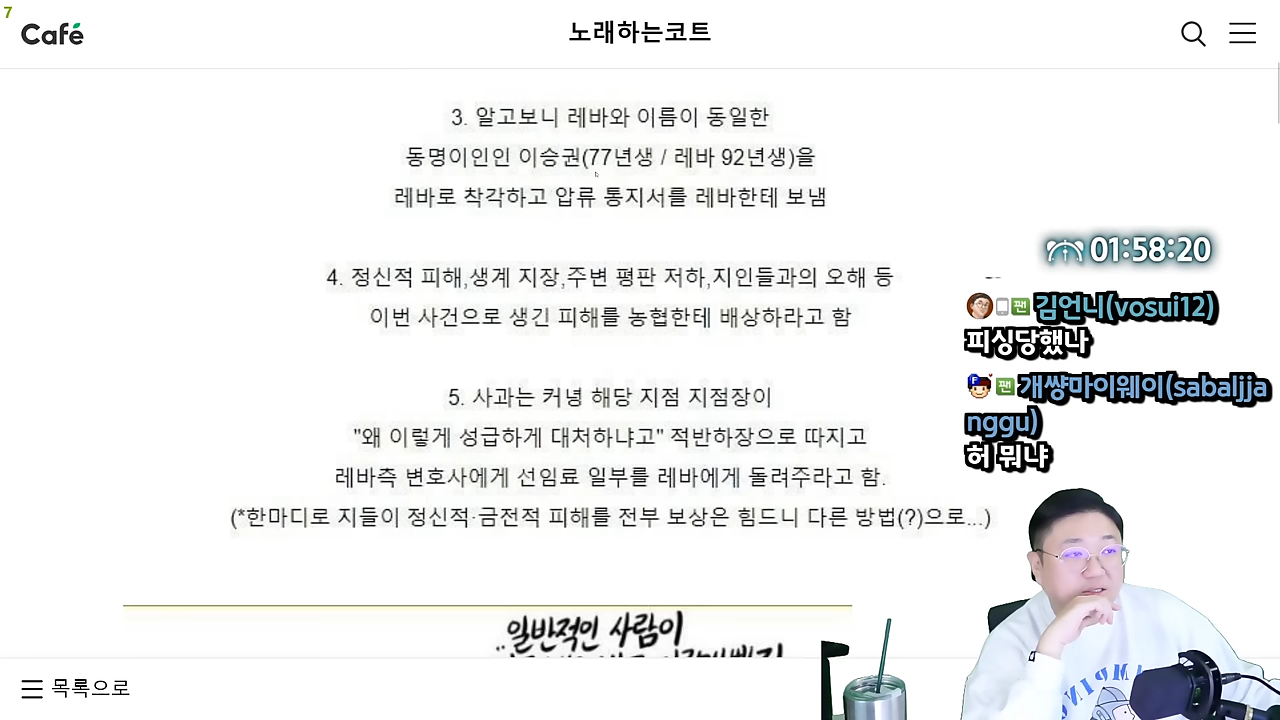 7
Café
노래하는코트
3. 알고보니 레바와 이름이 동일한
동명이인인 이승권(77년생 / 레바 92년생)을
레바로 착각하고 압류 통지서를 레바한테 보냄
4. 정신적 피해,생계 지장,주변 평판 저하,지인들과의 오해 등
이번 사건으로 생긴 피해를 농협한테 배상하라고 함
5. 사과는 커녕 해당 지점 지점장이
"왜 이렇게 성급하게 대처하냐고" 적반하장으로 따지고
레바측 변호사에게 선임료 일부를 레바에게 돌려주라고 함.
(*한마디로 지들이 정신적·금전적 피해를 전부 보상은 힘드니 다른 방법(?)으로...)
일반적인 사람이
목록으로
01:58:20
팬 김언니(vosui12)
피싱당했나
팬 개쌍마이웨이(sabaljja
nggu)
허 뭐냐